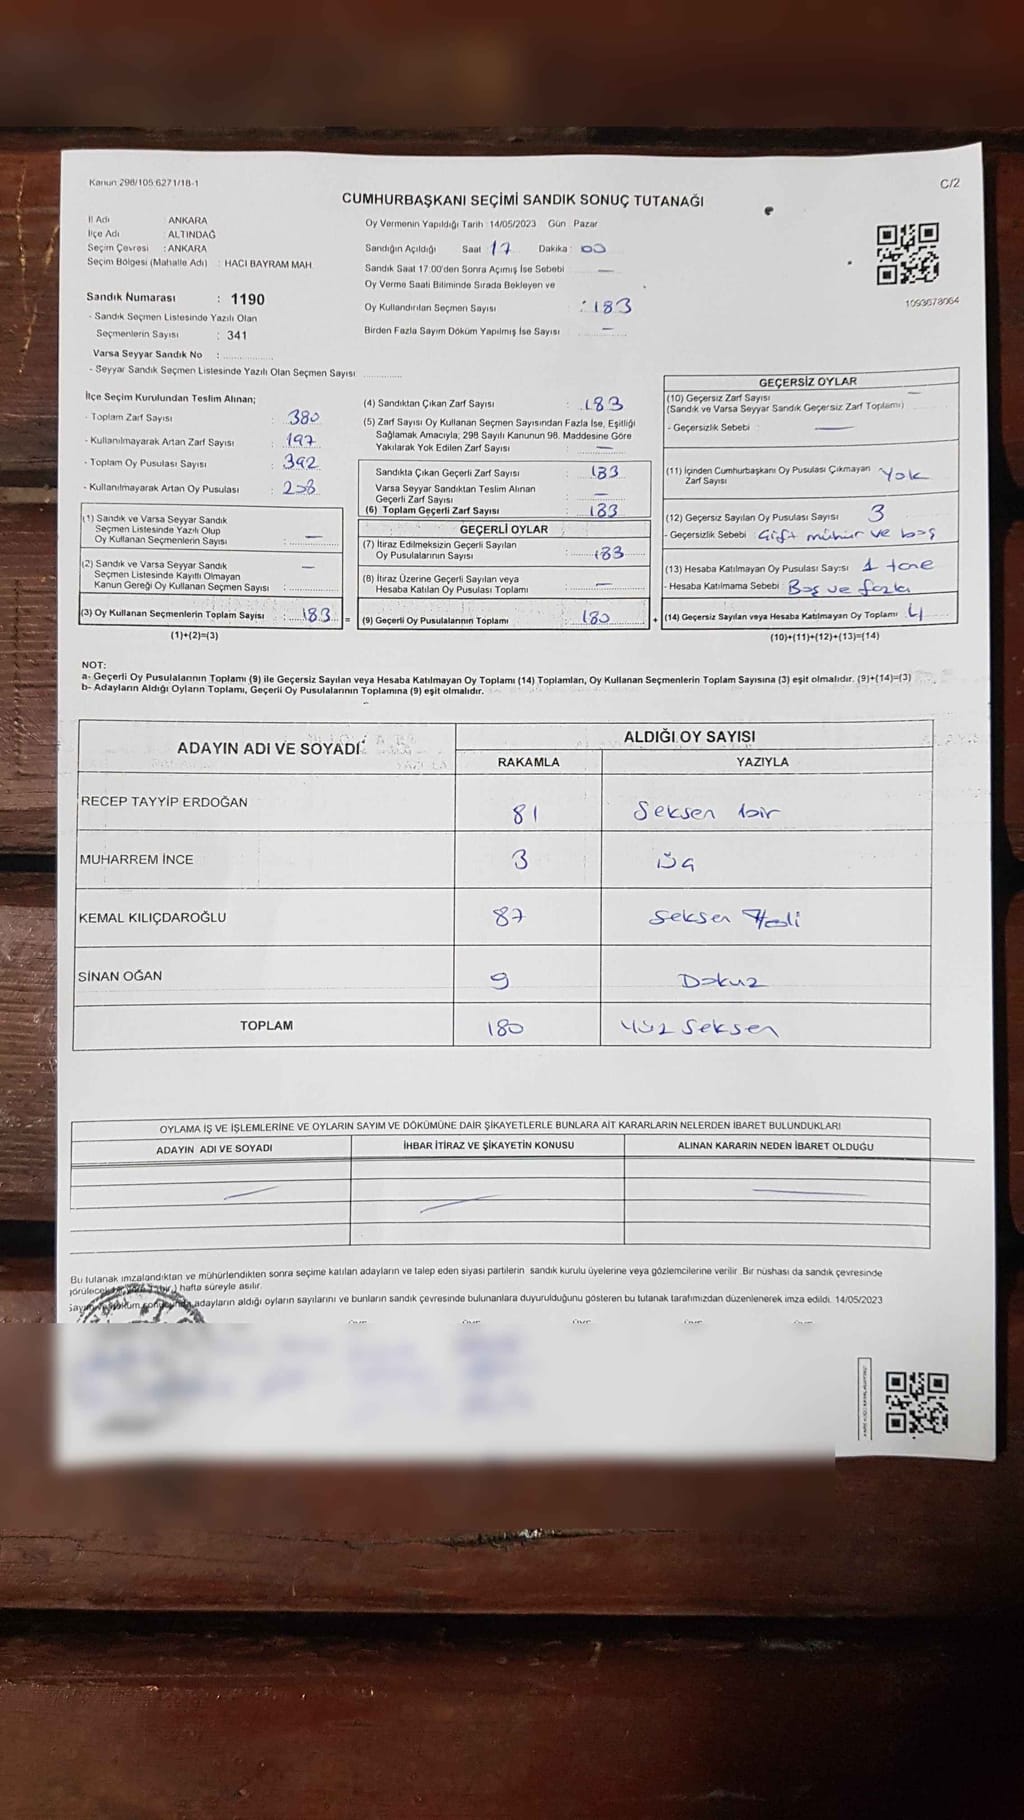 Kanun 298/105 6271/18-1
C/2
CUMHURBAŞKANI SEÇİMİ SANDIK SONUÇ TUTANAĞI
İl Adı : ANKARA
İlçe Adı : ALTINDAĞ
Seçim Çevresi : ANKARA
Seçim Bölgesi (Mahalle Adı) : HACI BAYRAM MAH.
Sandık Numarası : 1190
- Sandık Seçmen Listesinde Yazılı Olan
Seçmenlerin Sayısı : 341
Varsa Seyyar Sandık No :
- Seyyar Sandık Seçmen Listesinde Yazılı Olan Seçmen Sayısı
Oy Vermenin Yapıldığı Tarih : 14/05/2023 Gün : Pazar
Sandığın Açıldığı Saat 17 Dakika : 00
Sandık Saat 17:00'den Sonra Açımış İse Sebebi —
Oy Verme Saati Bitiminde Sırada Bekleyen ve
Oy Kullandırılan Seçmen Sayısı : 183
Birden Fazla Sayım Döküm Yapılmış İse Sayısı —
1093678064
İlçe Seçim Kurulundan Teslim Alınan;
- Toplam Zarf Sayısı : 380
- Kullanılmayarak Artan Zarf Sayısı : 197
- Toplam Oy Pusulası Sayısı : 392
- Kullanılmayarak Artan Oy Pusulası : 208
(1) Sandık ve Varsa Seyyar Sandık
Seçmen Listesinde Yazılı Olup
Oy Kullanan Seçmenlerin Sayısı : —
(2) Sandık ve Varsa Seyyar Sandık
Seçmen Listesinde Kayıtlı Olmayan
Kanun Gereği Oy Kullanan Seçmen Sayısı : —
(3) Oy Kullanan Seçmenlerin Toplam Sayısı : 183 =
(1)+(2)=(3)
(4) Sandıktan Çıkan Zarf Sayısı : 183
(5) Zarf Sayısı Oy Kullanan Seçmen Sayısından Fazla İse, Eşitliği
Sağlamak Amacıyla; 298 Sayılı Kanunun 98. Maddesine Göre
Yakılarak Yok Edilen Zarf Sayısı : —
Sandıkta Çıkan Geçerli Zarf Sayısı : 183
Varsa Seyyar Sandıktan Teslim Alınan
Geçerli Zarf Sayısı : —
(6) Toplam Geçerli Zarf Sayısı : 183
GEÇERLİ OYLAR
(7) İtiraz Edilmeksizin Geçerli Sayılan
Oy Pusulalarının Sayısı : 183
(8) İtiraz Üzerine Geçerli Sayılan veya
Hesaba Katılan Oy Pusulası Toplamı : —
(9) Geçerli Oy Pusulalarının Toplamı : 180 +
GEÇERSİZ OYLAR
(10) Geçersiz Zarf Sayısı —
(Sandık ve Varsa Seyyar Sandık Geçersiz Zarf Toplamı)
- Geçersizlik Sebebi : —
(11) İçinden Cumhurbaşkanı Oy Pusulası Çıkmayan Yok
Zarf Sayısı
(12) Geçersiz Sayılan Oy Pusulası Sayısı 3
- Geçersizlik Sebebi Çift mühür ve boş
(13) Hesaba Katılmayan Oy Pusulası Sayısı 1 tane
- Hesaba Katılmama Sebebi Boş ve fazla
(14) Geçersiz Sayılan veya Hesaba Katılmayan Oy Toplamı 4
(10)+(11)+(12)+(13)=(14)
NOT:
a- Geçerli Oy Pusulalarının Toplamı (9) ile Geçersiz Sayılan veya Hesaba Katılmayan Oy Toplamı (14) Toplamları, Oy Kullanan Seçmenlerin Toplam Sayısına (3) eşit olmalıdır. (9)+(14)=(3)
b- Adayların Aldığı Oyların Toplamı, Geçerli Oy Pusulalarının Toplamına (9) eşit olmalıdır.
ADAYIN ADI VE SOYADI ALDIĞI OY SAYISI
RAKAMLA YAZIYLA
RECEP TAYYİP ERDOĞAN 81 Seksen bir
MUHARREM İNCE 3 Üç
KEMAL KILIÇDAROĞLU 87 Seksen Yedi
SİNAN OĞAN 9 Dokuz
TOPLAM 180 Yüz Seksen
OYLAMA İŞ VE İŞLEMLERİNE VE OYLARIN SAYIM VE DÖKÜMÜNE DAİR ŞİKAYETLERLE BUNLARA AİT KARARLARIN NELERDEN İBARET BULUNDUKLARI
ADAYIN ADI VE SOYADI İHBAR İTİRAZ VE ŞİKAYETİN KONUSU ALINAN KARARIN NEDEN İBARET OLDUĞU
Bu tutanak imzalandıktan ve mühürlendikten sonra seçime katılan adayların ve talep eden siyasi partilerin sandık kurulu üyelerine veya gözlemcilerine verilir. Bir nüshası da sandık çevresinde
hafta süreyle asılır.
adayların aldığı oyların sayılarını ve bunların sandık çevresinde bulunanlara duyurulduğunu gösteren bu tutanak tarafımızdan düzenlenerek imza edildi. 14/05/2023